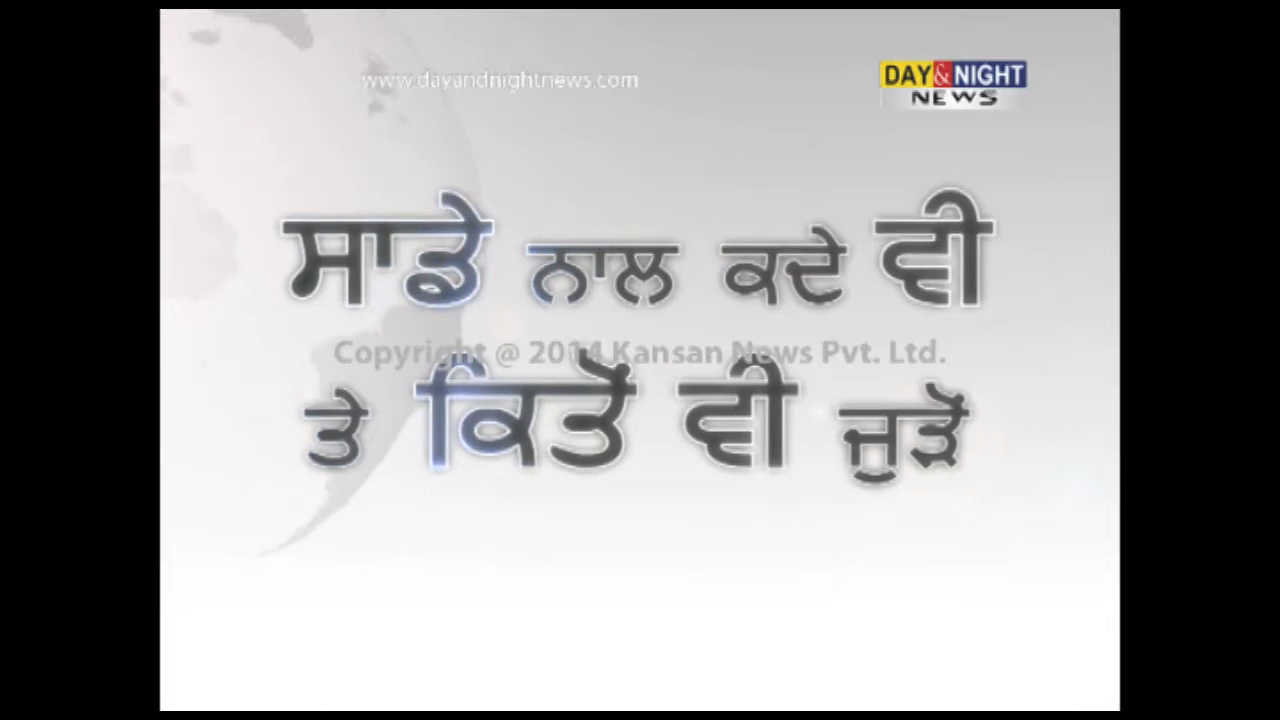 www.dayandnightnews.com
DAY&NIGHT
NEWS
ਸਾਡੇ ਨਾਲ ਕਦੇ ਵੀ
Copyright @ 2014 Kansan News Pvt. Ltd.
ਤੇ ਕਿਤੋਂ ਵੀ ਜੁੜੋਂ